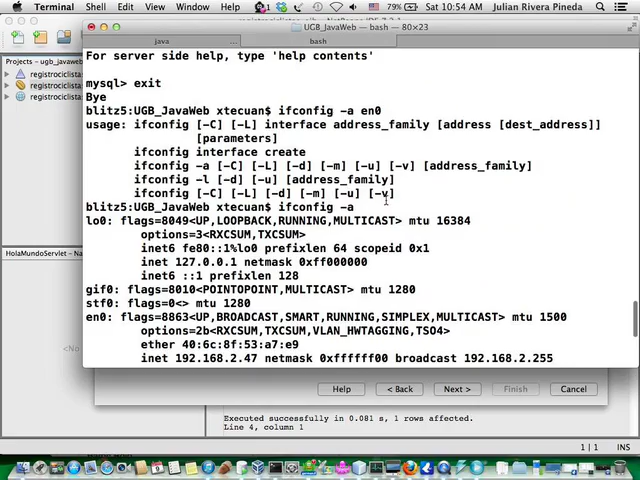 Terminal Shell Edit View Window Help 79% Sat 10:54 AM Julian Rivera Pineda
UGB_JavaWeb — bash — 80×23
java
bash
For server side help, type 'help contents'
mysql> exit
Bye
blitz5:UGB_JavaWeb xtecuan$ ifconfig -a en0
usage: ifconfig [-C] [-L] interface address_family [address [dest_address]]
[parameters]
ifconfig interface create
ifconfig -a [-C] [-L] [-d] [-m] [-u] [-v] [address_family]
ifconfig -l [-d] [-u] [address_family]
ifconfig [-C] [-L] [-d] [-m] [-u] [-v]
blitz5:UGB_JavaWeb xtecuan$ ifconfig -a
lo0: flags=8049<UP,LOOPBACK,RUNNING,MULTICAST> mtu 16384
options=3<RXCSUM,TXCSUM>
inet6 fe80::1%lo0 prefixlen 64 scopeid 0x1
inet 127.0.0.1 netmask 0xff000000
inet6 ::1 prefixlen 128
gif0: flags=8010<POINTOPOINT,MULTICAST> mtu 1280
stf0: flags=0<> mtu 1280
en0: flags=8863<UP,BROADCAST,SMART,RUNNING,SIMPLEX,MULTICAST> mtu 1500
options=2b<RXCSUM,TXCSUM,VLAN_HWTAGGING,TSO4>
ether 40:6c:8f:53:a7:e9
inet 192.168.2.47 netmask 0xffffff00 broadcast 192.168.2.255
Projects - ugb_javaweb
registrociclista
registrociclista
registrociclista
HolaMundoServlet - Navigator
<No
Help < Back Next > Finish Cancel
Executed successfully in 0.081 s, 1 rows affected.
Line 4, column 1
1 | 1 INS